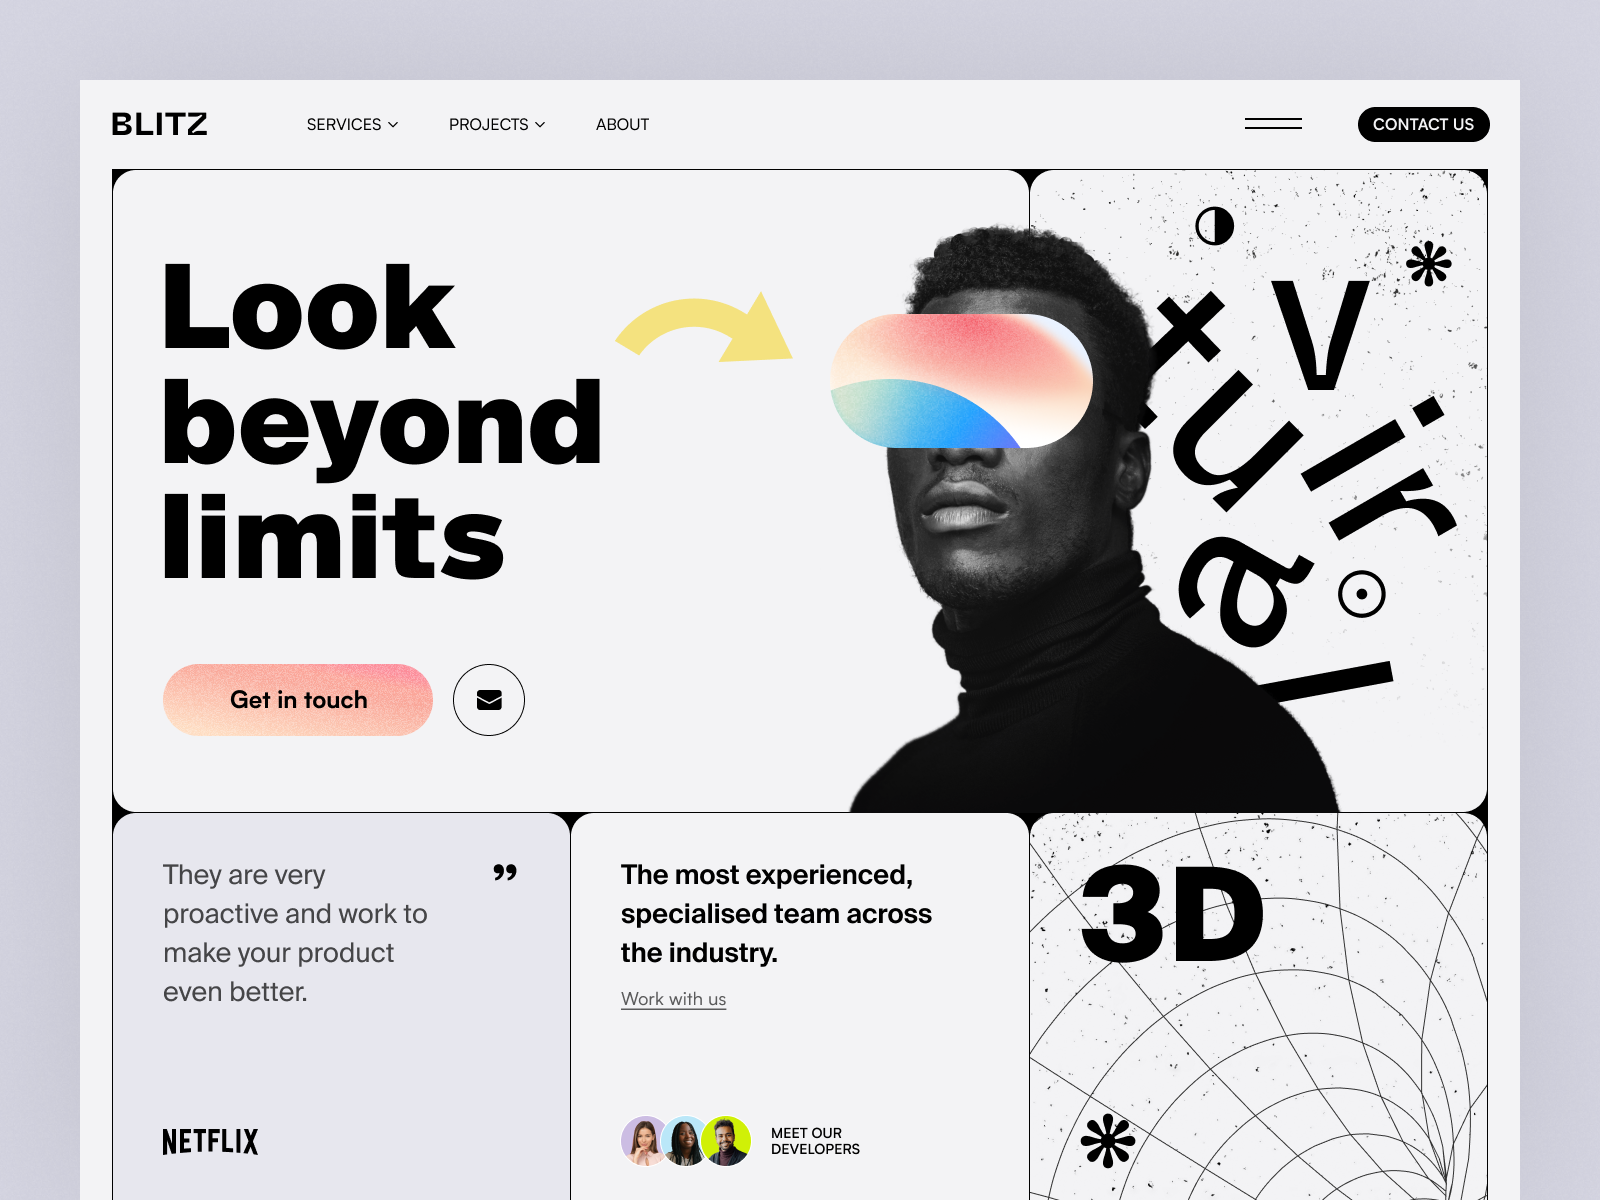 BLITZ
SERVICES
PROJECTS
ABOUT
CONTACT US
Look
beyond
limits
Virtual
Get in touch
They are very
proactive and work to
make your product
even better.
”
NETFLIX
The most experienced,
specialised team across
the industry.
Work with us
MEET OUR
DEVELOPERS
3D